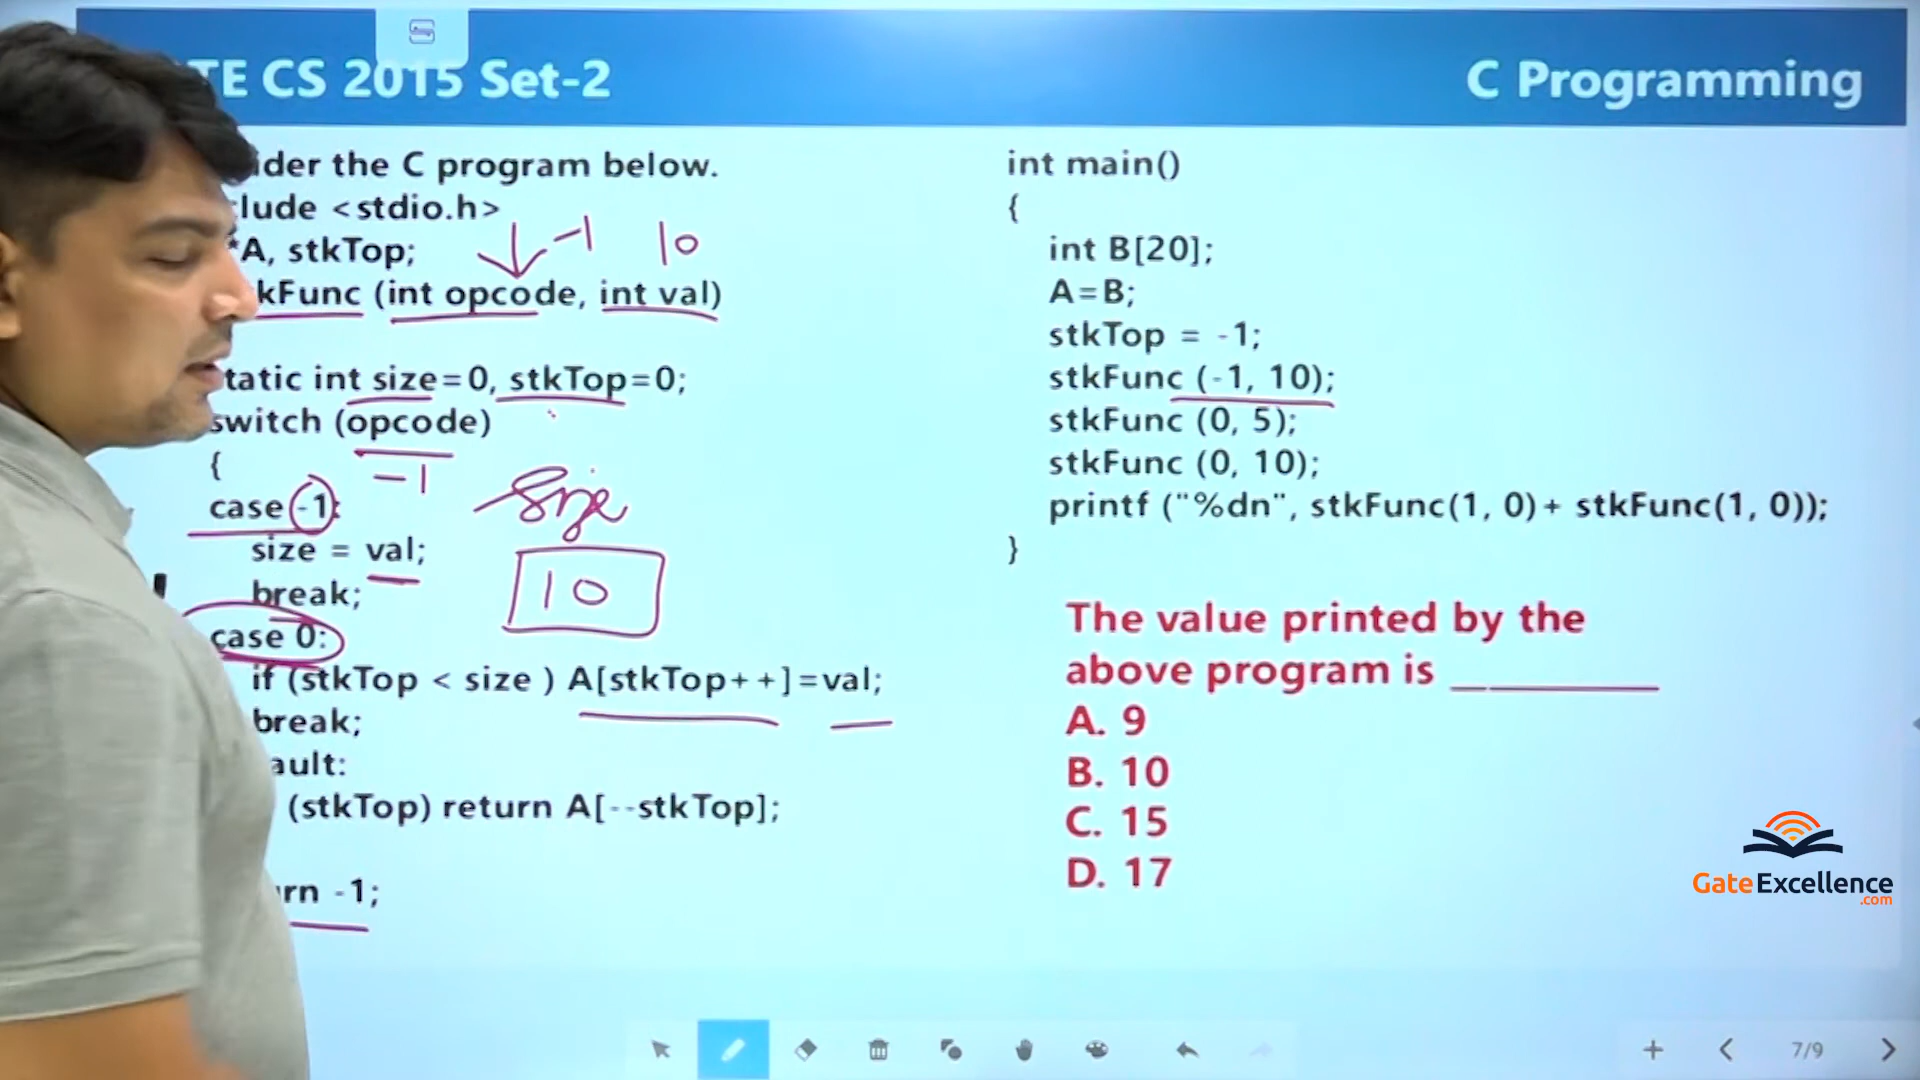 TE CS 2015 Set-2
C Programming
ider the C program below.
lude <stdio.h>
*A, stkTop;
-1 10
kFunc (int opcode, int val)
tatic int size=0, stkTop=0;
switch (opcode)
{
-1
case -1:
size
size = val;
10
break;
case 0:
if (stkTop < size ) A[stkTop++]=val;
break;
ault:
(stkTop) return A[--stkTop];
rn -1;
int main()
{
int B[20];
A=B;
stkTop = -1;
stkFunc (-1, 10);
stkFunc (0, 5);
stkFunc (0, 10);
printf ("%dn", stkFunc(1, 0)+ stkFunc(1, 0));
}
The value printed by the
above program is ________
A. 9
B. 10
C. 15
D. 17
GateExcellence
.com
7/9